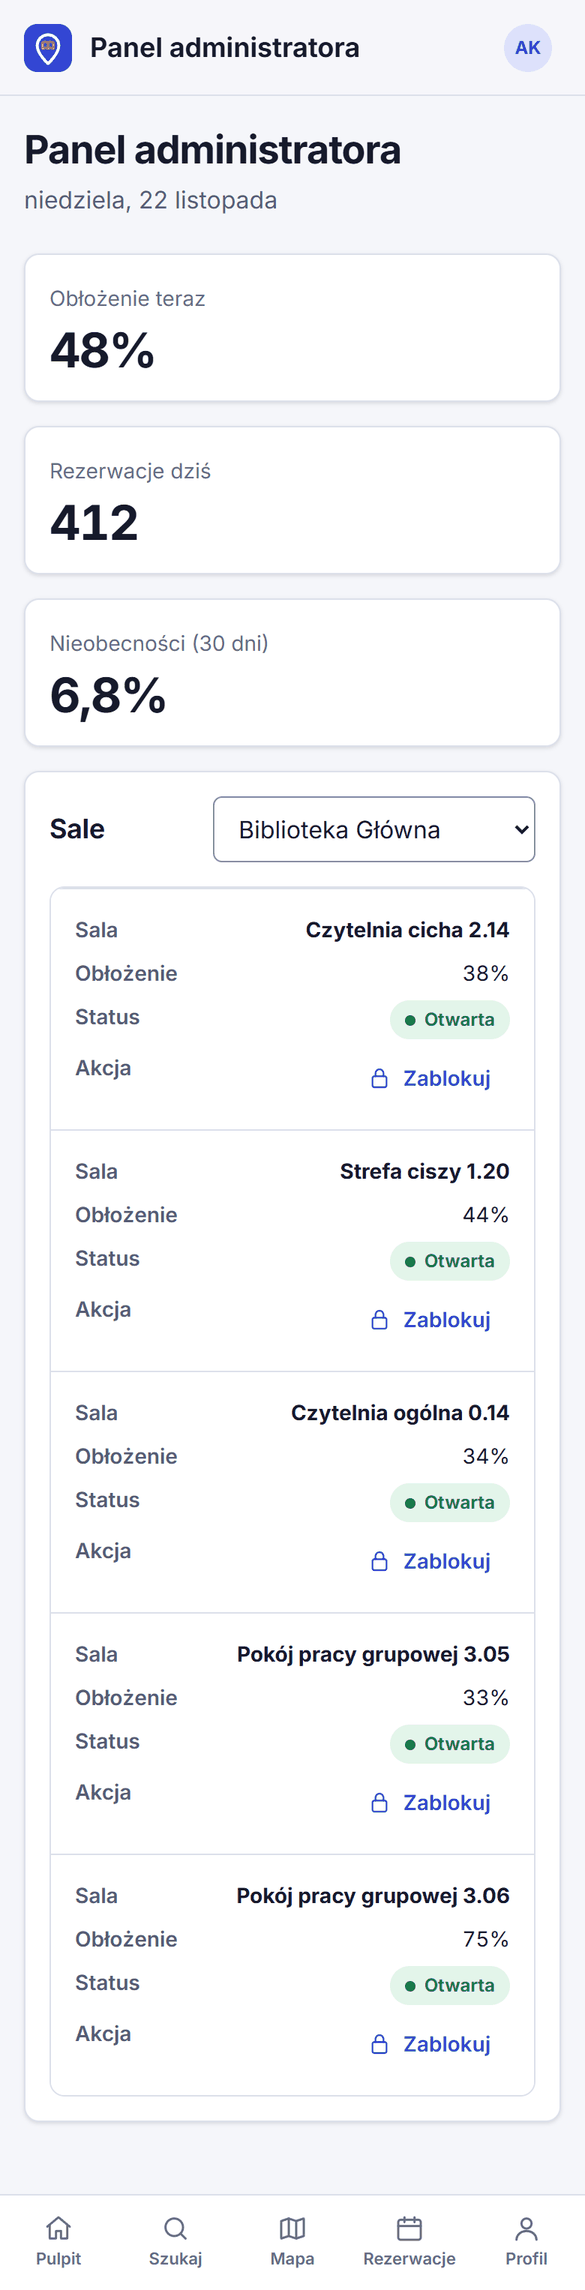 Panel administratora
AK
Panel administratora
niedziela, 22 listopada
Obłożenie teraz
48%
Rezerwacje dziś
412
Nieobecności (30 dni)
6,8%
Sale
Biblioteka Główna
Sala Czytelnia cicha 2.14
Obłożenie 38%
Status Otwarta
Akcja Zablokuj
Sala Strefa ciszy 1.20
Obłożenie 44%
Status Otwarta
Akcja Zablokuj
Sala Czytelnia ogólna 0.14
Obłożenie 34%
Status Otwarta
Akcja Zablokuj
Sala Pokój pracy grupowej 3.05
Obłożenie 33%
Status Otwarta
Akcja Zablokuj
Sala Pokój pracy grupowej 3.06
Obłożenie 75%
Status Otwarta
Akcja Zablokuj
Pulpit Szukaj Mapa Rezerwacje Profil